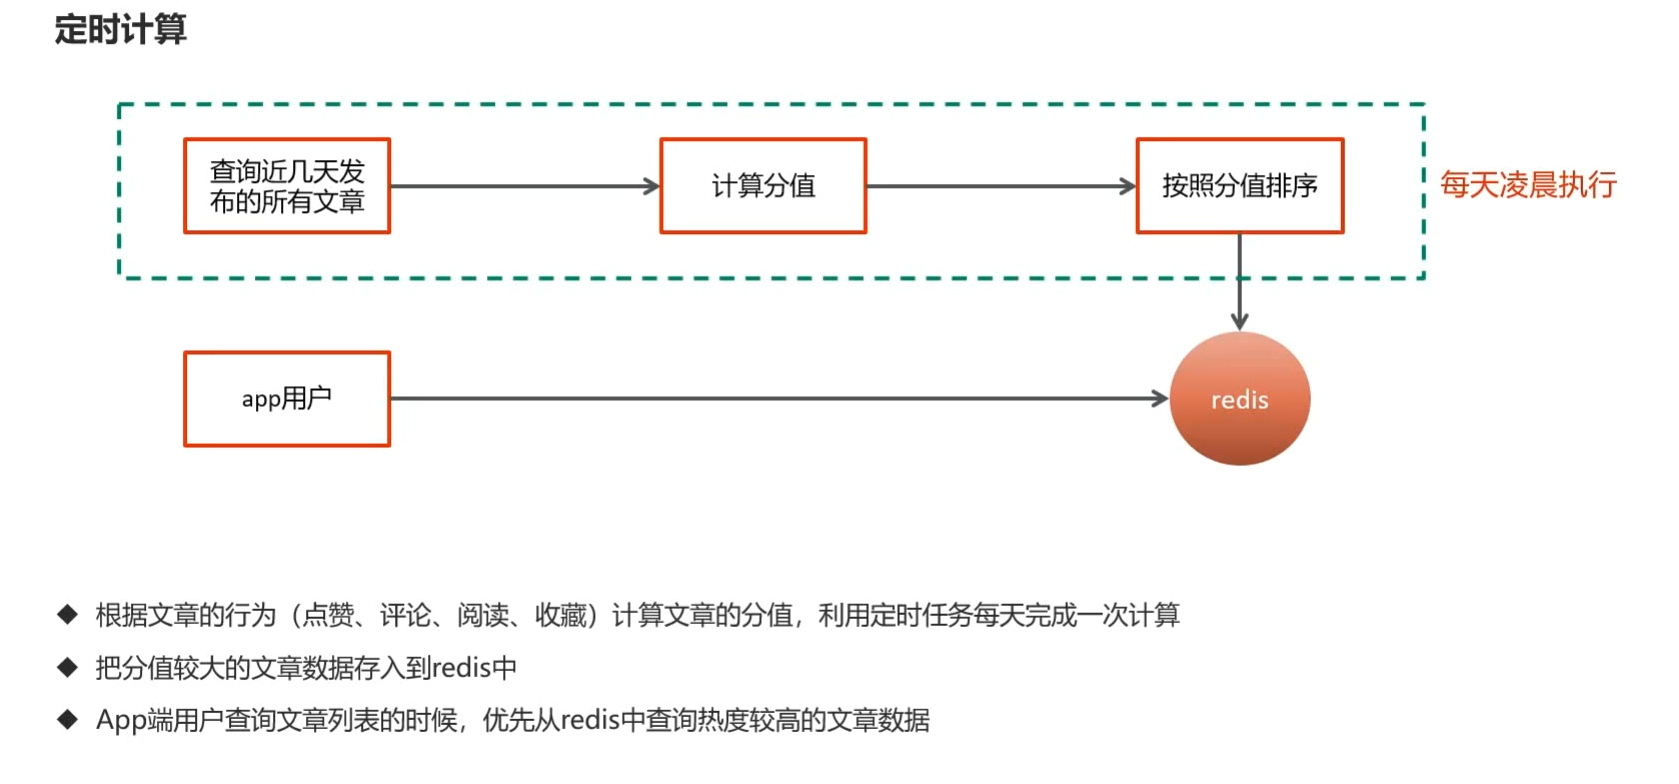 定时计算
查询近几天发
布的所有文章
计算分值
按照分值排序
每天凌晨执行
app用户
redis
◆ 根据文章的行为（点赞、评论、阅读、收藏）计算文章的分值，利用定时任务每天完成一次计算
◆ 把分值较大的文章数据存入到redis中
◆ App端用户查询文章列表的时候，优先从redis中查询热度较高的文章数据